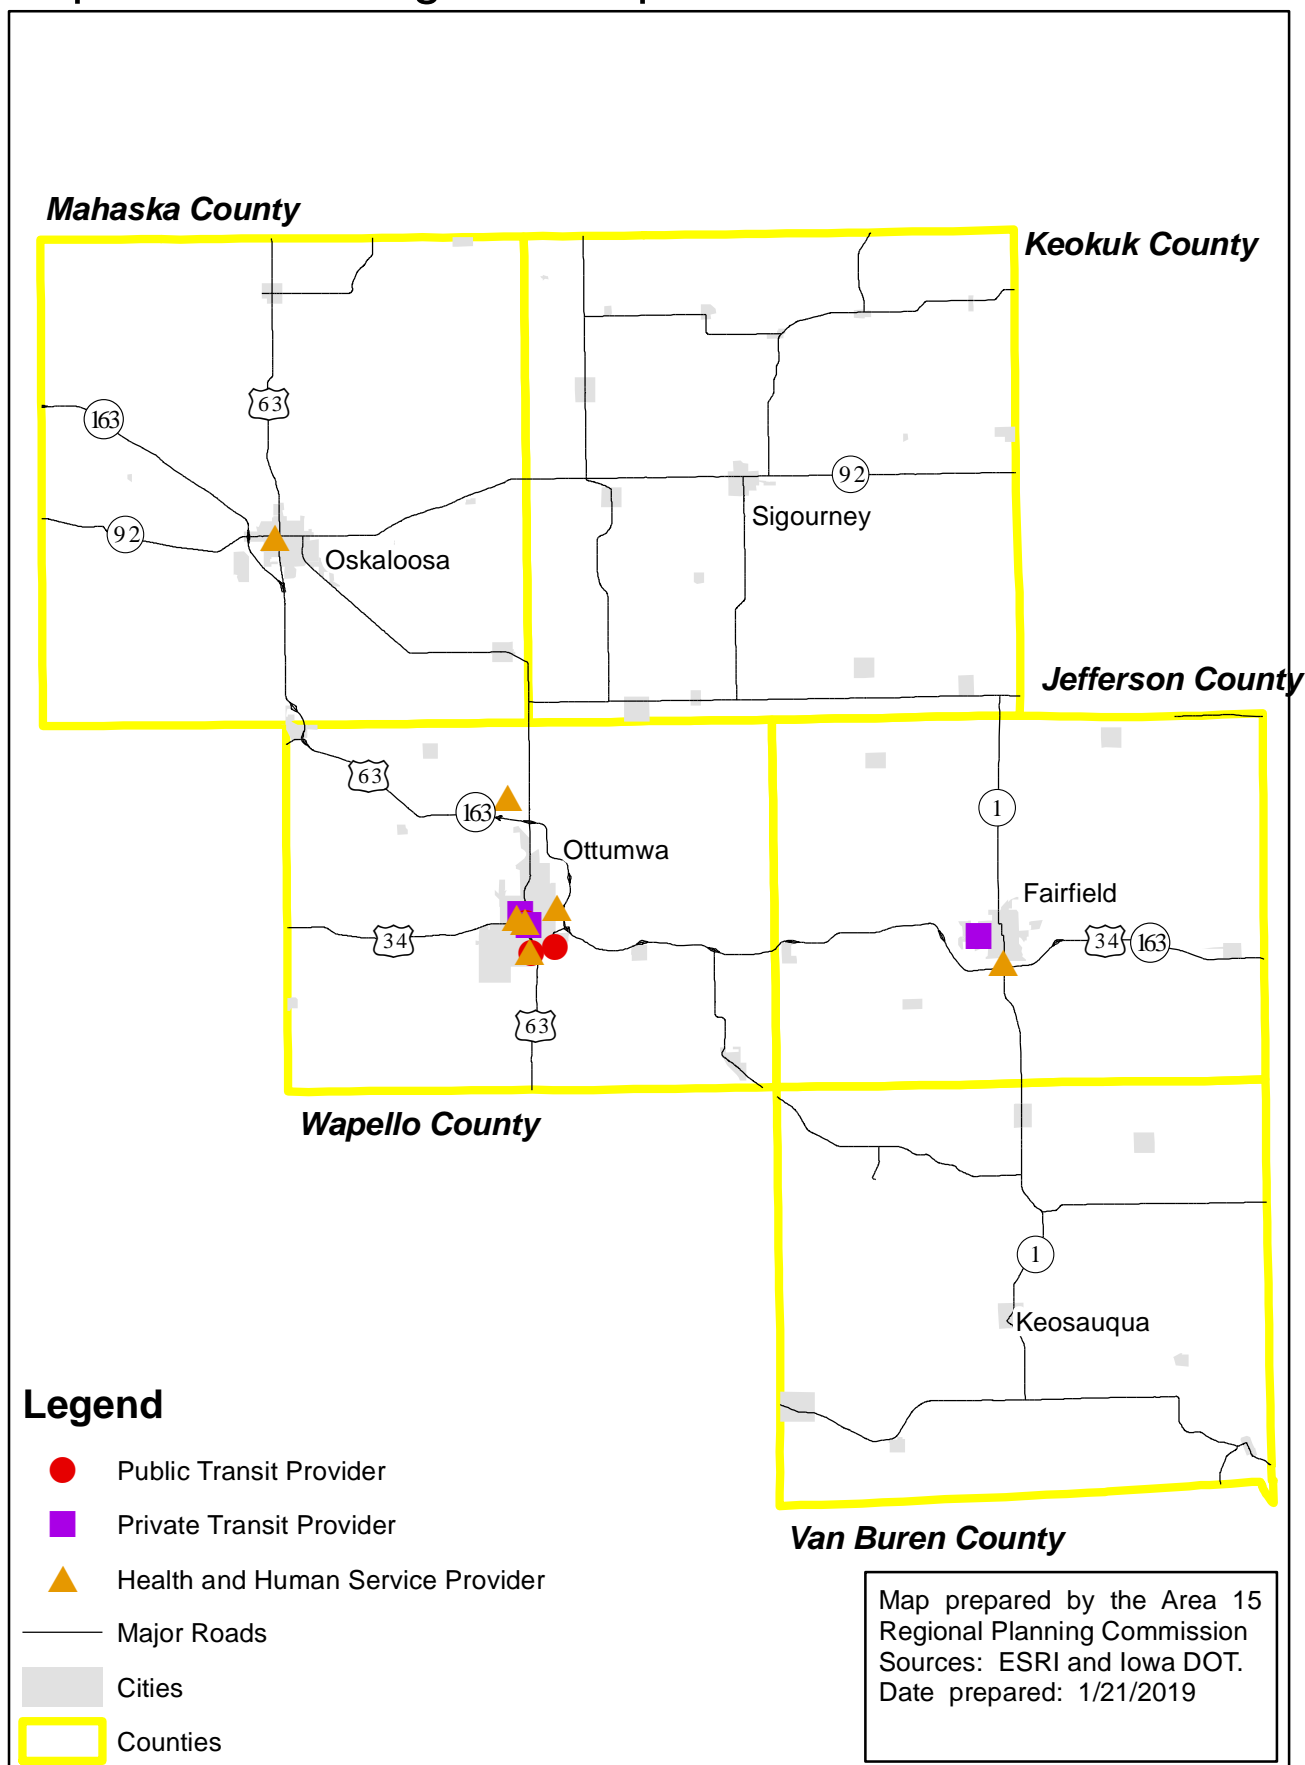 Mahaska County
Keokuk County
63
163
92
Sigourney
92
Oskaloosa
Jefferson County
63
163
1
Ottumwa
Fairfield
34
34
163
63
Wapello County
1
Keosauqua
Legend
Public Transit Provider
Private Transit Provider
Health and Human Service Provider
Major Roads
Cities
Counties
Van Buren County
Map prepared by the Area 15
Regional Planning Commission
Sources: ESRI and Iowa DOT.
Date prepared: 1/21/2019